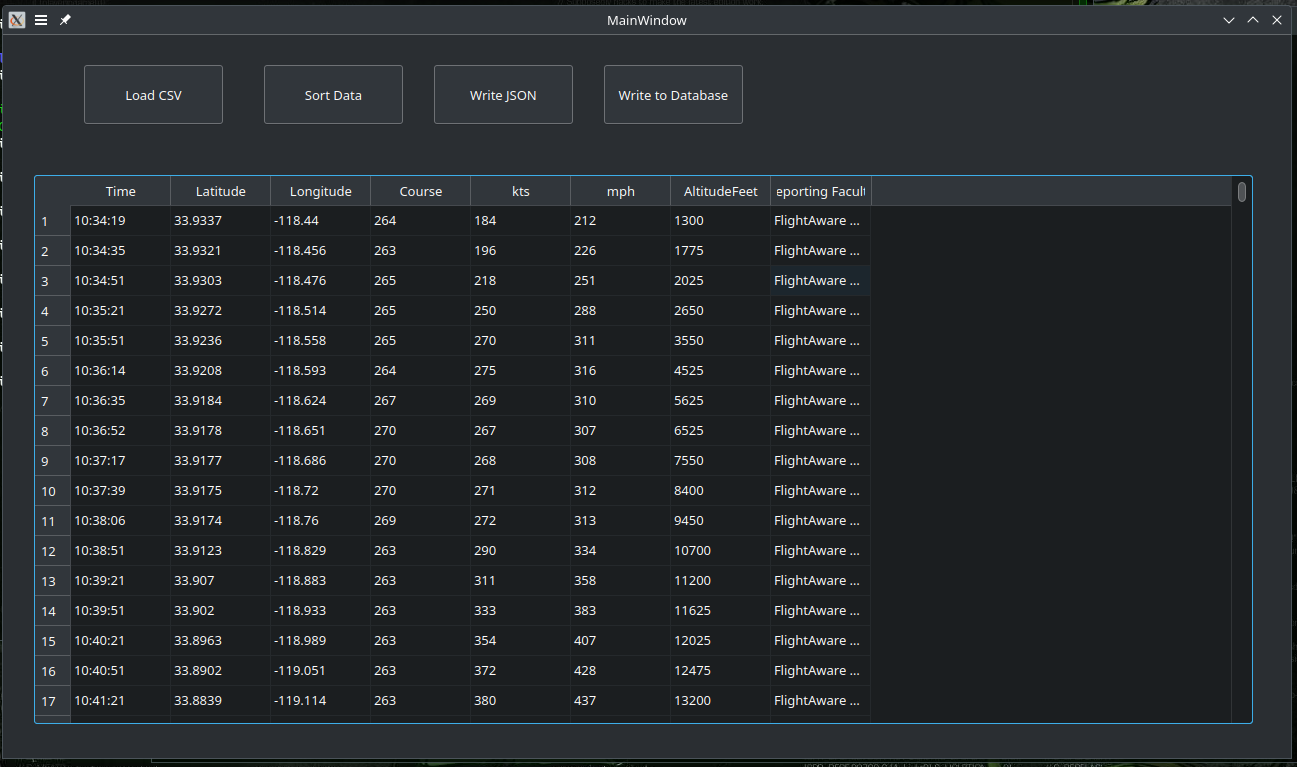 MainWindow
Load CSV Sort Data Write JSON Write to Database
Time Latitude Longitude Course kts mph AltitudeFeet eporting Facult
1 10:34:19 33.9337 -118.44 264 184 212 1300 FlightAware ...
2 10:34:35 33.9321 -118.456 263 196 226 1775 FlightAware ...
3 10:34:51 33.9303 -118.476 265 218 251 2025 FlightAware ...
4 10:35:21 33.9272 -118.514 265 250 288 2650 FlightAware ...
5 10:35:51 33.9236 -118.558 265 270 311 3550 FlightAware ...
6 10:36:14 33.9208 -118.593 264 275 316 4525 FlightAware ...
7 10:36:35 33.9184 -118.624 267 269 310 5625 FlightAware ...
8 10:36:52 33.9178 -118.651 270 267 307 6525 FlightAware ...
9 10:37:17 33.9177 -118.686 270 268 308 7550 FlightAware ...
10 10:37:39 33.9175 -118.72 270 271 312 8400 FlightAware ...
11 10:38:06 33.9174 -118.76 269 272 313 9450 FlightAware ...
12 10:38:51 33.9123 -118.829 263 290 334 10700 FlightAware ...
13 10:39:21 33.907 -118.883 263 311 358 11200 FlightAware ...
14 10:39:51 33.902 -118.933 263 333 383 11625 FlightAware ...
15 10:40:21 33.8963 -118.989 263 354 407 12025 FlightAware ...
16 10:40:51 33.8902 -119.051 263 372 428 12475 FlightAware ...
17 10:41:21 33.8839 -119.114 263 380 437 13200 FlightAware ...